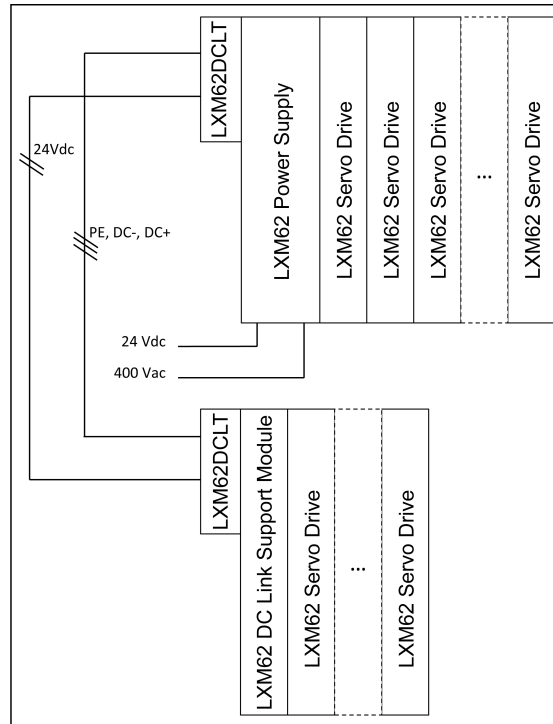 LXM62DCLT
LXM62 Power Supply
LXM62 Servo Drive
LXM62 Servo Drive
LXM62 Servo Drive
...
LXM62 Servo Drive
24Vdc
PE, DC-, DC+
24 Vdc
400 Vac
LXM62DCLT
LXM62 DC Link Support Module
LXM62 Servo Drive
...
LXM62 Servo Drive